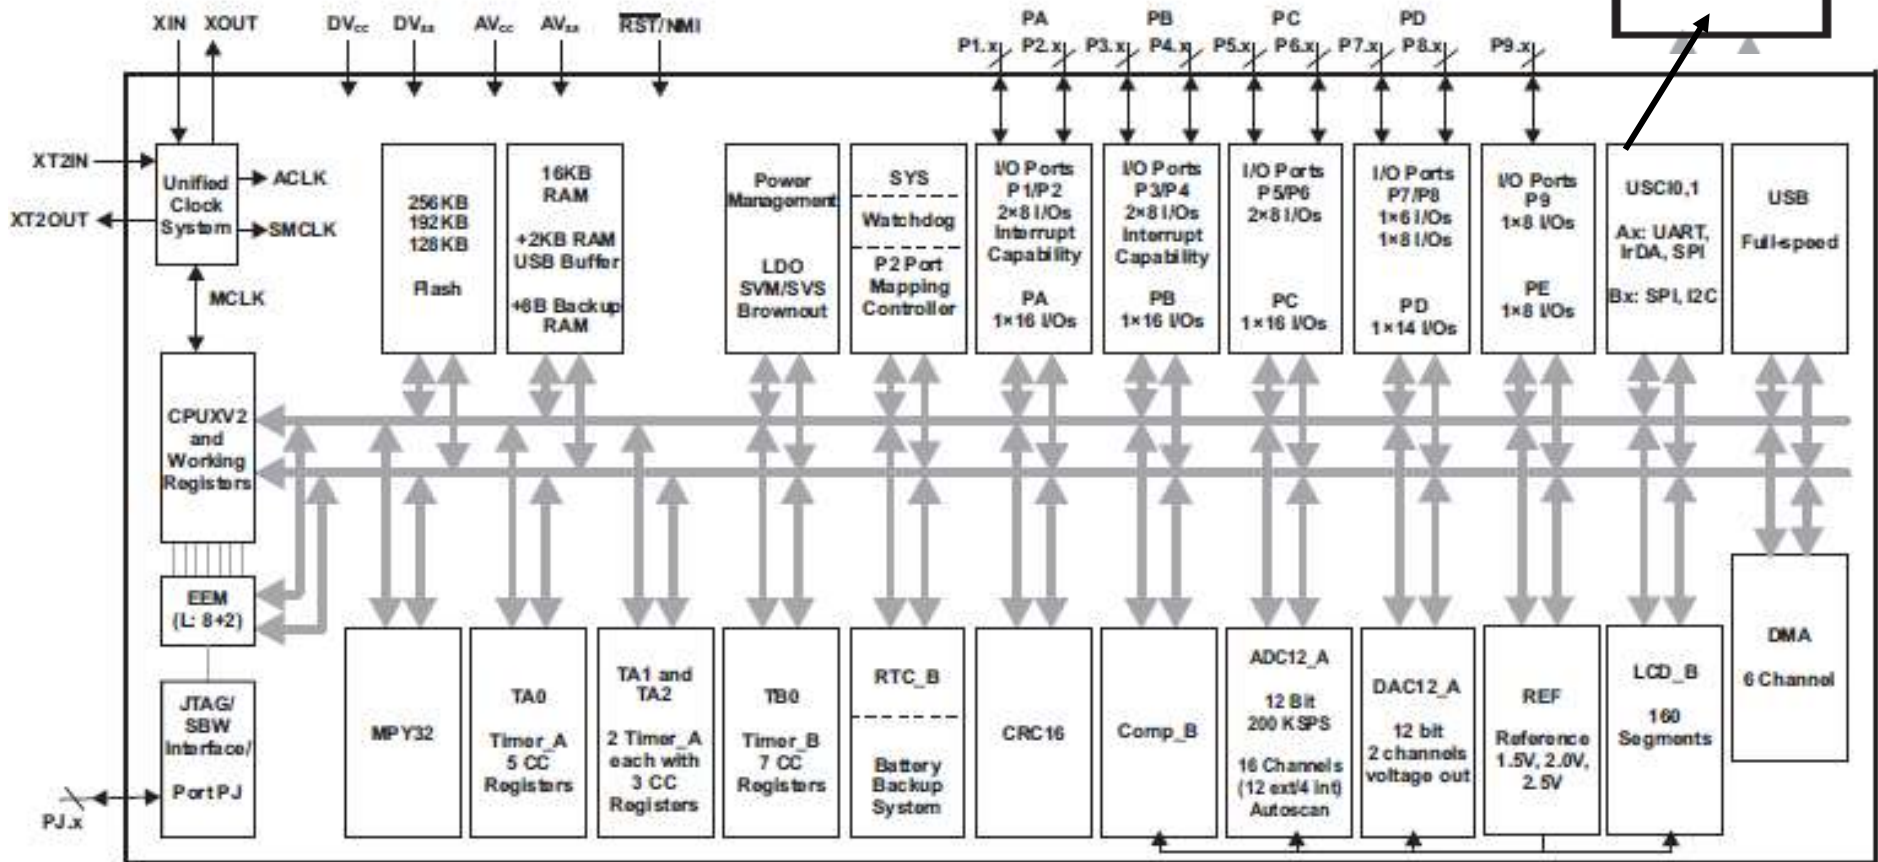 XIN XOUT DVcc DVss AVcc AVss RST/NMI
PA PB PC PD
P1.x P2.x P3.x P4.x P5.x P6.x P7.x P8.x P9.x
XT2IN
XT2OUT
Unified
Clock
System
ACLK
SMCLK
MCLK
256KB
192KB
128KB
Flash
16KB
RAM
+2KB RAM
USB Buffer
+6B Backup
RAM
Power
Management
LDO
SVM/SVS
Brownout
SYS
Watchdog
P2 Port
Mapping
Controller
I/O Ports
P1/P2
2×8 I/Os
Interrupt
Capability
PA
1×16 I/Os
I/O Ports
P3/P4
2×8 I/Os
Interrupt
Capability
PB
1×16 I/Os
I/O Ports
P5/P6
2×8 I/Os
PC
1×16 I/Os
I/O Ports
P7/P8
1×6 I/Os
1×8 I/Os
PD
1×14 I/Os
I/O Ports
P9
1×8 I/Os
PE
1×8 I/Os
USCI0,1
Ax: UART,
IrDA, SPI
Bx: SPI, I2C
USB
Full-speed
CPUXV2
and
Working
Registers
EEM
(L: 8+2)
JTAG/
SBW
Interface/
Port PJ
PJ.x
MPY32
TA0
Timer_A
5 CC
Registers
TA1 and
TA2
2 Timer_A
each with
3 CC
Registers
TB0
Timer_B
7 CC
Registers
RTC_B
Battery
Backup
System
CRC16
Comp_B
ADC12_A
12 Bit
200 KSPS
16 Channels
(12 ext/4 int)
Autoscan
DAC12_A
12 bit
2 channels
voltage out
REF
Reference
1.5V, 2.0V,
2.5V
LCD_B
160
Segments
DMA
6 Channel